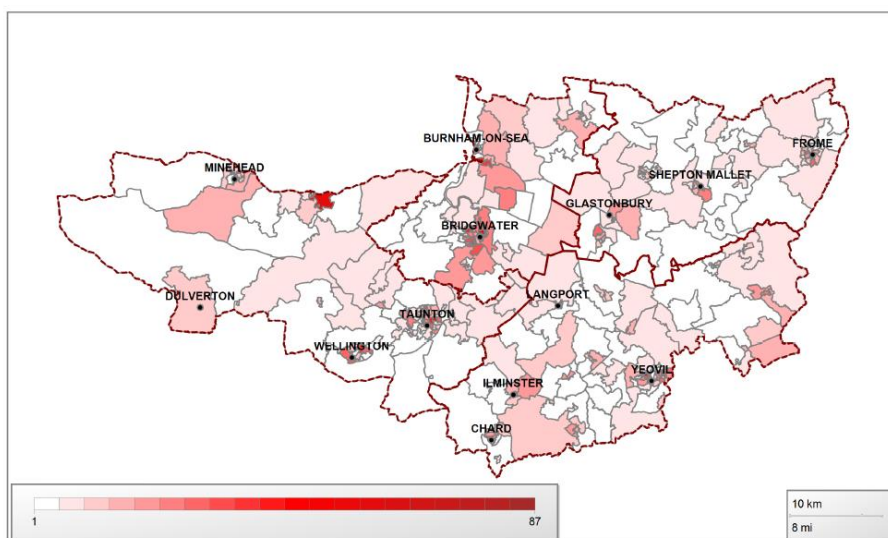 BURNHAM-ON-SEA
FROME
MINEHEAD
SHEPTON MALLET
GLASTONBURY
BRIDGWATER
DULVERTON
LANGPORT
TAUNTON
WELLINGTON
YEOVIL
ILMINSTER
CHARD
1
87
10 km
8 mi